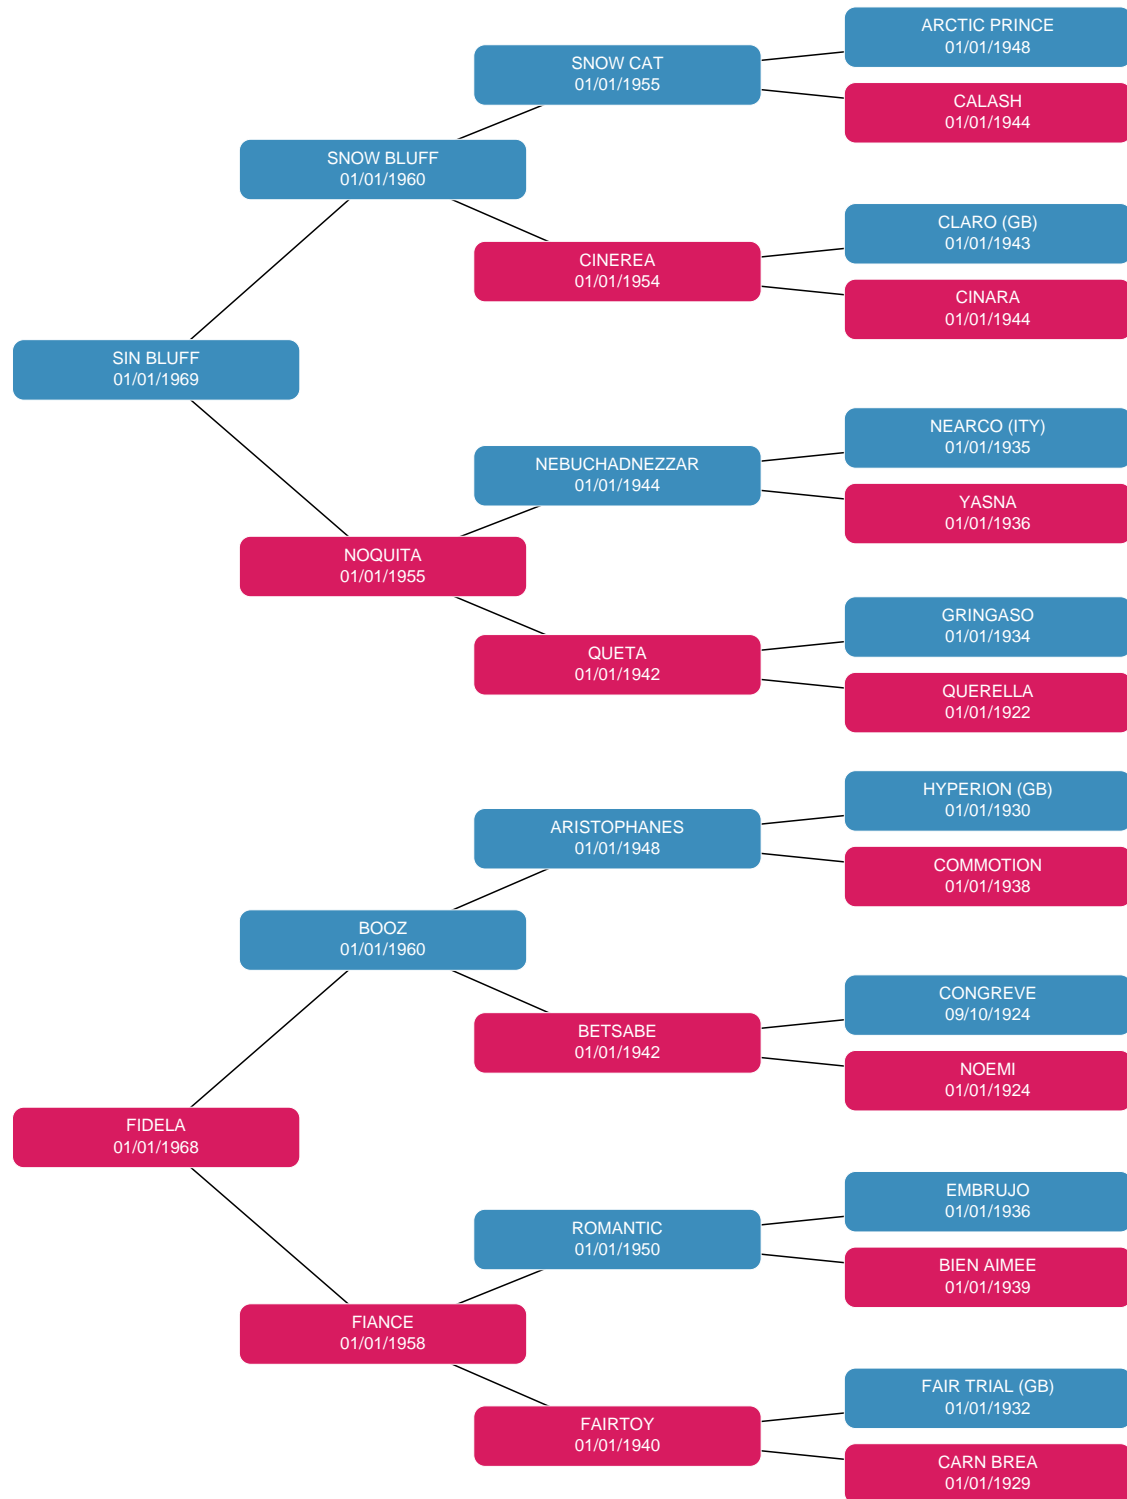 ARCTIC PRINCE
01/01/1948
SNOW CAT
01/01/1955
CALASH
01/01/1944
SNOW BLUFF
01/01/1960
CLARO (GB)
01/01/1943
CINEREA
01/01/1954
CINARA
01/01/1944
SIN BLUFF
01/01/1969
NEARCO (ITY)
01/01/1935
NEBUCHADNEZZAR
01/01/1944
YASNA
01/01/1936
NOQUITA
01/01/1955
GRINGASO
01/01/1934
QUETA
01/01/1942
QUERELLA
01/01/1922
HYPERION (GB)
01/01/1930
ARISTOPHANES
01/01/1948
COMMOTION
01/01/1938
BOOZ
01/01/1960
CONGREVE
09/10/1924
BETSABE
01/01/1942
NOEMI
01/01/1924
FIDELA
01/01/1968
EMBRUJO
01/01/1936
ROMANTIC
01/01/1950
BIEN AIMEE
01/01/1939
FIANCE
01/01/1958
FAIR TRIAL (GB)
01/01/1932
FAIRTOY
01/01/1940
CARN BREA
01/01/1929